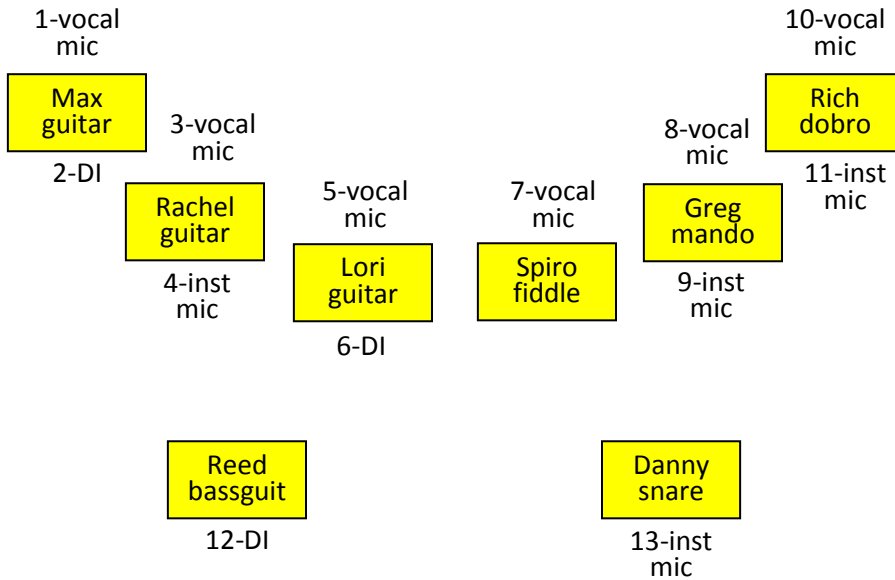 1-vocal
mic
Max
guitar
2-DI
3-vocal
mic
Rachel
guitar
4-inst
mic
5-vocal
mic
Lori
guitar
6-DI
7-vocal
mic
Spiro
fiddle
8-vocal
mic
Greg
mando
9-inst
mic
10-vocal
mic
Rich
dobro
11-inst
mic
Reed
bassguit
12-DI
Danny
snare
13-inst
mic